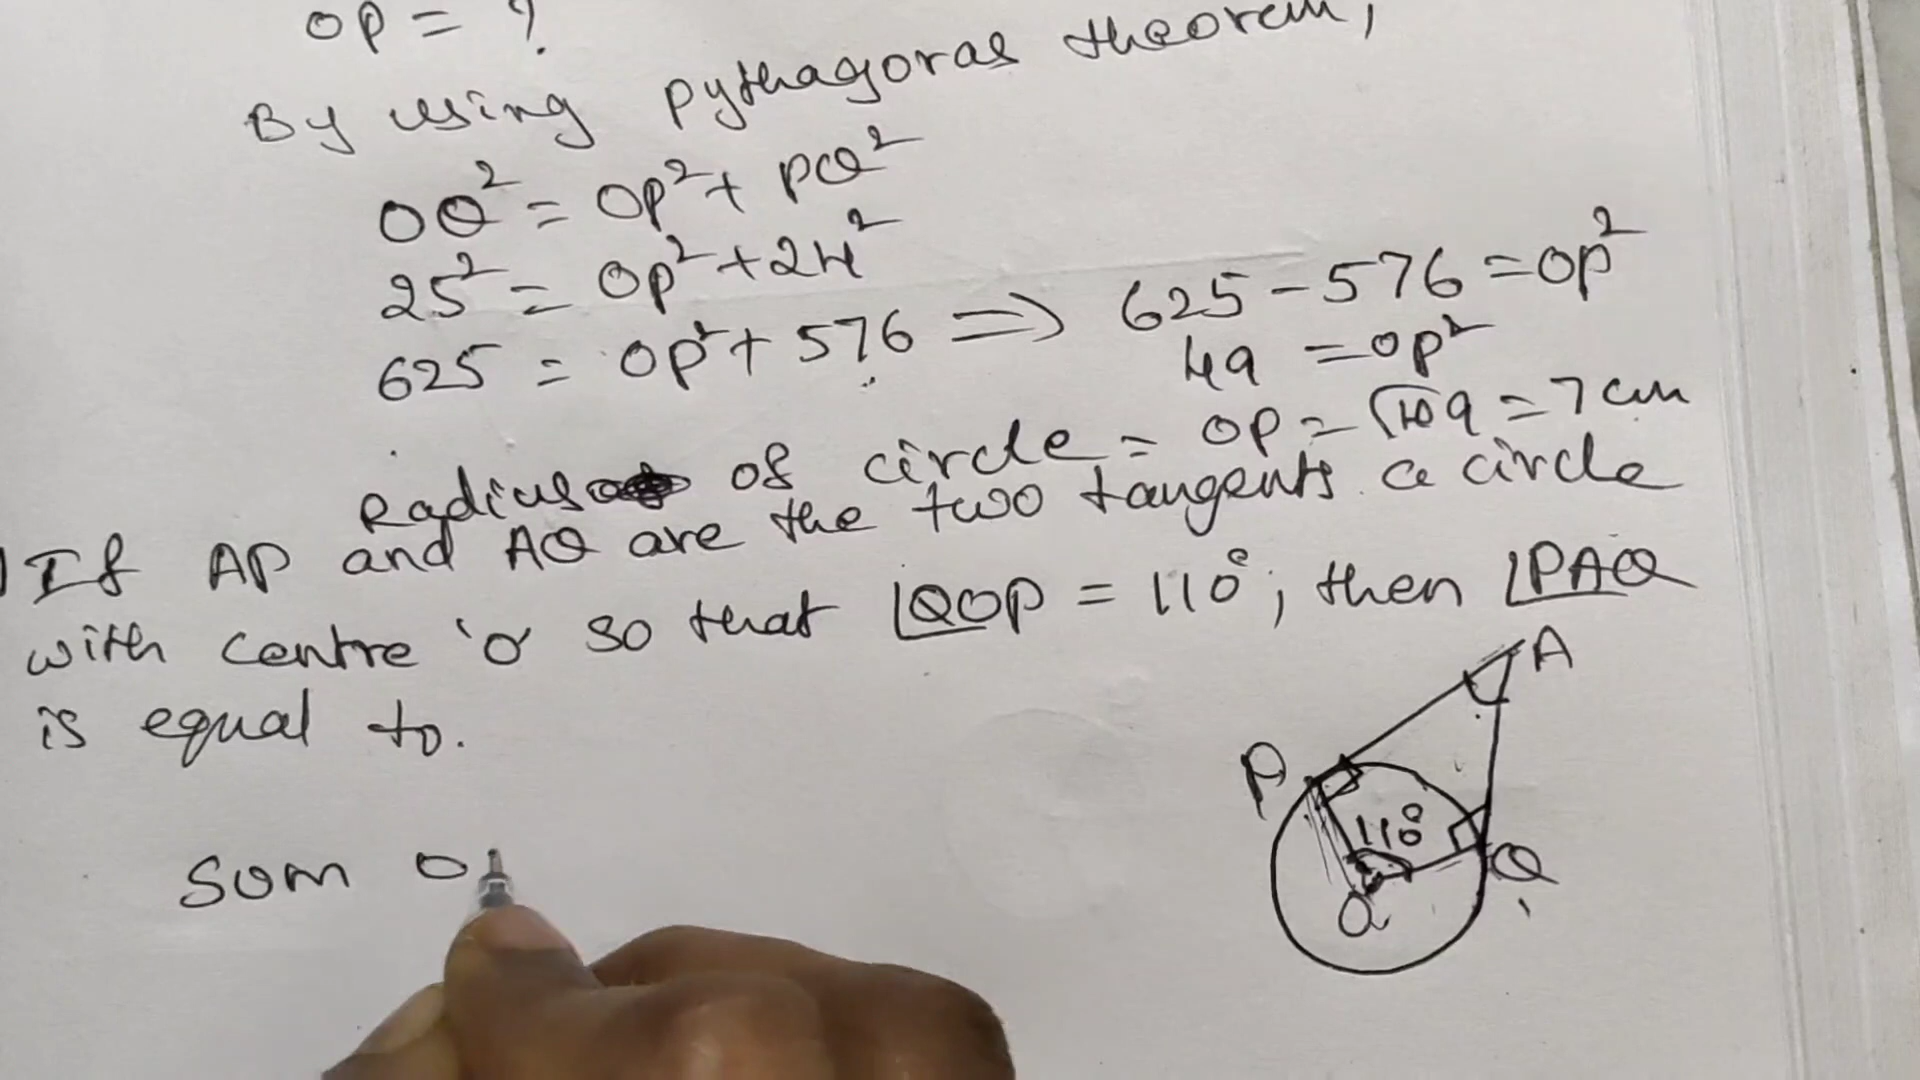 OP = ?
By using pythagoras theorem,
OQ² = OP² + PQ²
25² = OP² + 24²
625 = OP² + 576 ⇒ 625 - 576 = OP²
49 = OP²
Radius of circle = OP = √49 = 7 cm
If AP and AQ are the two tangents a circle
with centre 'O' so that ∠QOP = 110°; then ∠PAQ
is equal to.
A
P
110°
Q
O
Sum o